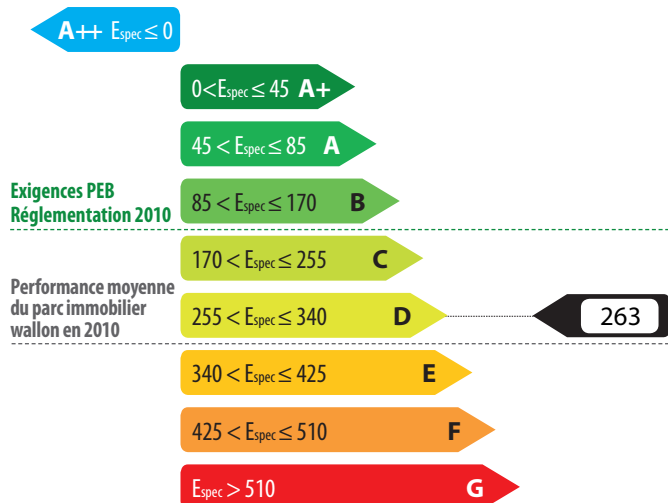 A++ Espec ≤ 0
0<Espec ≤ 45 A+
45 < Espec ≤ 85 A
Exigences PEB
Réglementation 2010
85 < Espec ≤ 170 B
170 < Espec ≤ 255 C
Performance moyenne
du parc immobilier
wallon en 2010
255 < Espec ≤ 340 D
263
340 < Espec ≤ 425 E
425 < Espec ≤ 510 F
Espec > 510 G